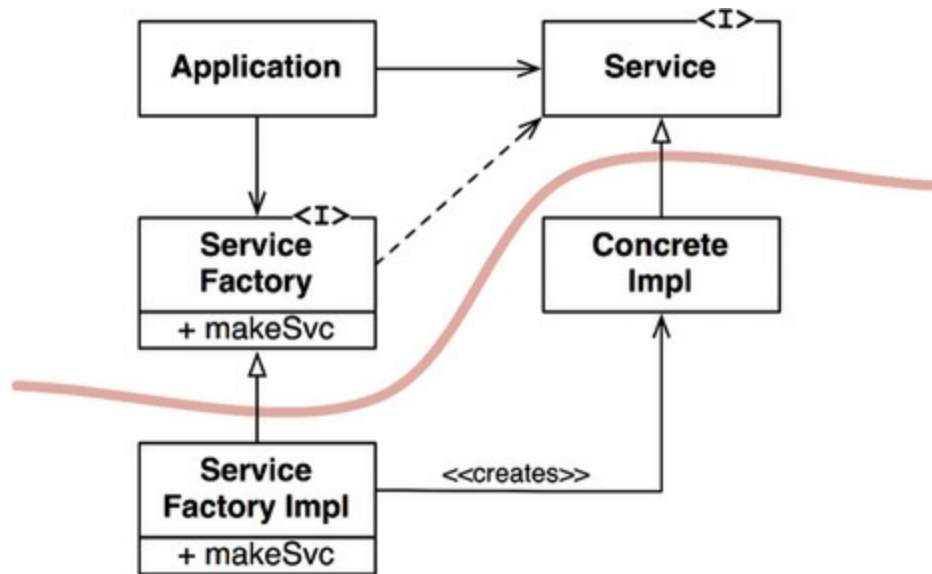 Application
<I>
Service
<I>
Service
Factory
+ makeSvc
Concrete
Impl
Service
Factory Impl
+ makeSvc
<<creates>>